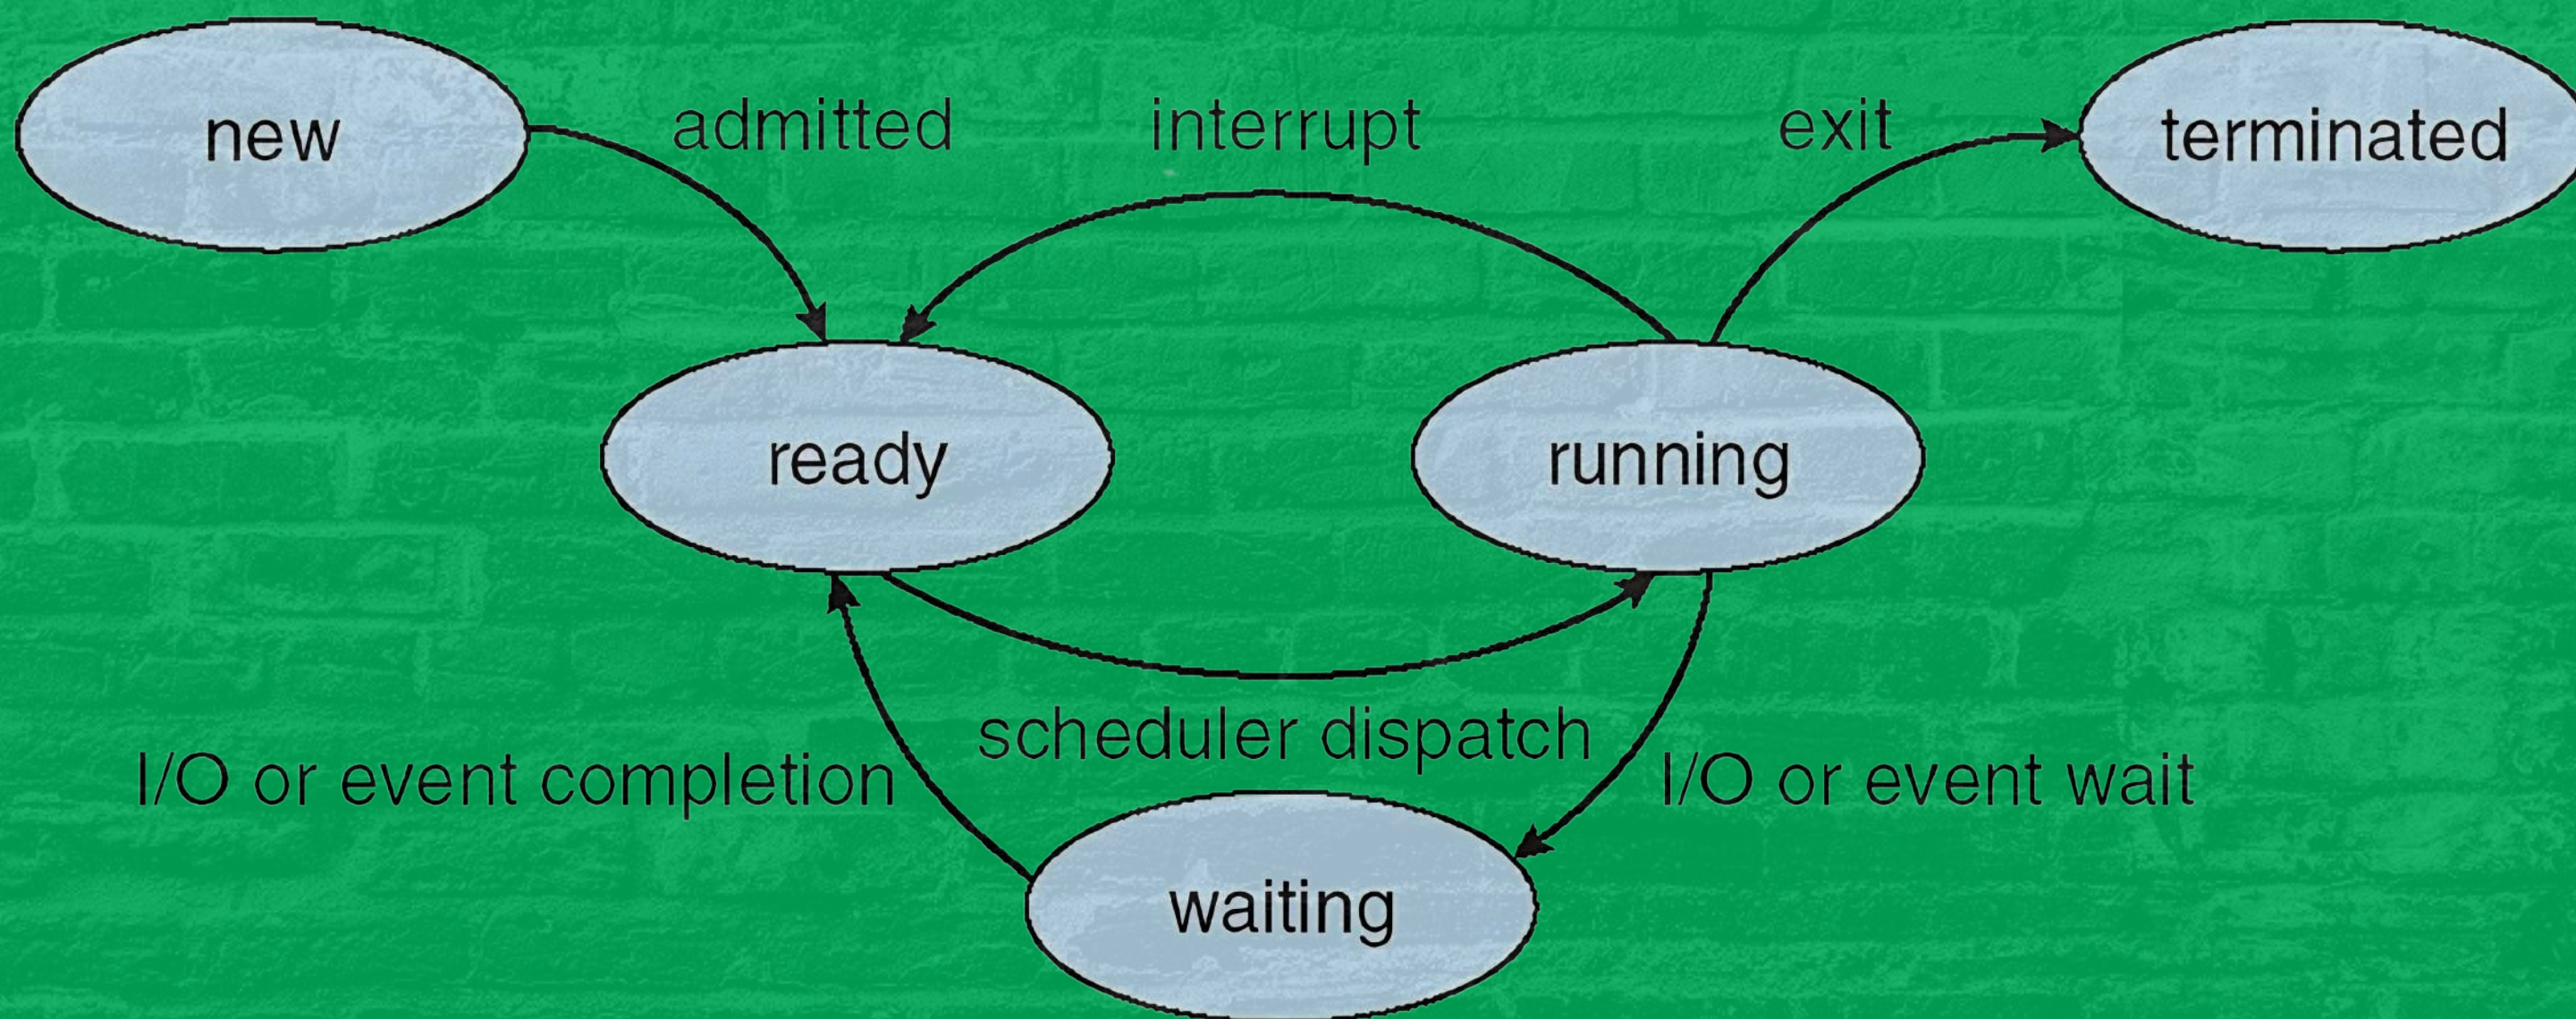 new
admitted
interrupt
exit
terminated
ready
running
scheduler dispatch
I/O or event completion
I/O or event wait
waiting